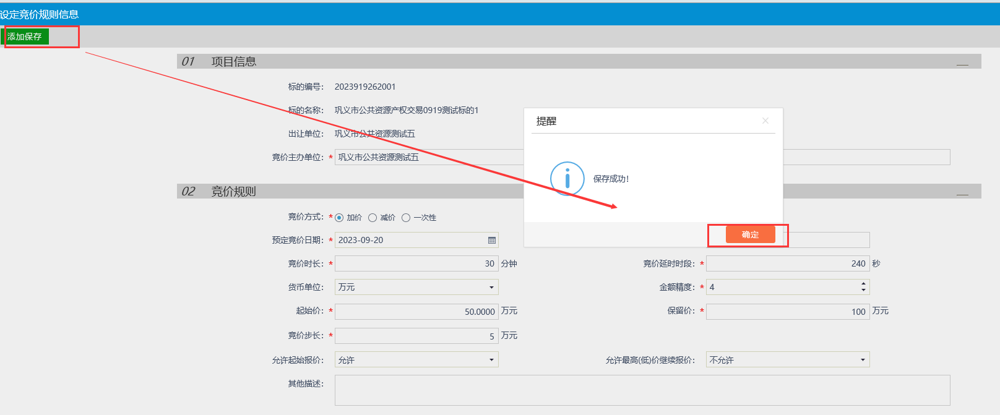 设定竞价规则信息
添加保存
01 项目信息
标的编号： 2023919262001
标的名称： 巩义市公共资源产权交易0919测试标的1
出让单位： 巩义市公共资源测试五
竞价主办单位：* 巩义市公共资源测试五
提醒
保存成功!
确定
02 竞价规则
竞价方式：* 加价 减价 一次性
预定竞价日期：* 2023-09-20
竞价时长：* 30 分钟 竞价延时时段：* 240 秒
货币单位： 万元 金额精度：* 4
起始价：* 50.0000 万元 保留价：* 100 万元
竞价步长：* 5 万元
允许起始报价： 允许 允许最高(低)价继续报价： 不允许
其他描述：